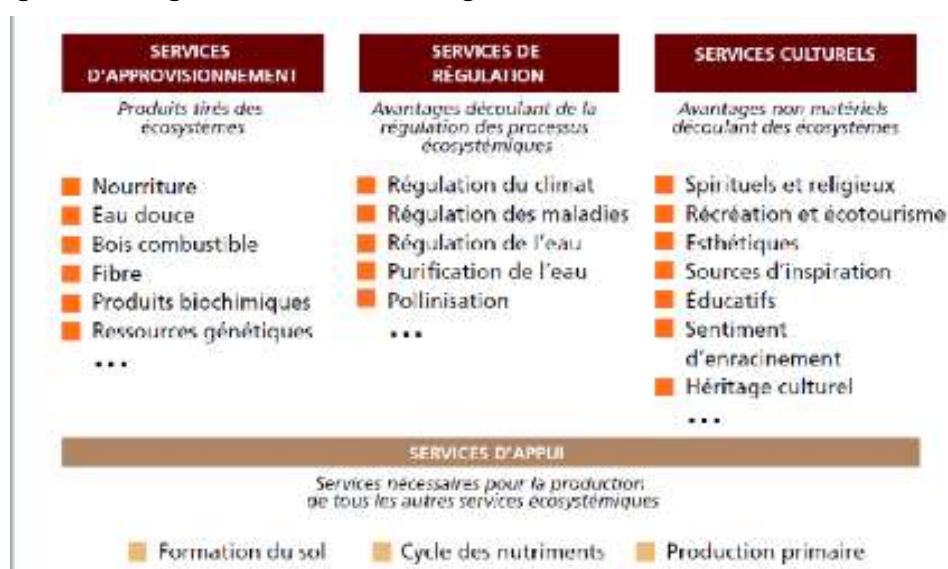 SERVICES
D'APPROVISIONNEMENT
Produits tirés des
écosystèmes
Nourriture
Eau douce
Bois combustible
Fibre
Produits biochimiques
Ressources génétiques
...
SERVICES DE
RÉGULATION
Avantages découlant de la
régulation des processus
écosystémiques
Régulation du climat
Régulation des maladies
Régulation de l'eau
Purification de l'eau
Pollinisation
...
SERVICES CULTURELS
Avantages non matériels
découlant des écosystèmes
Spirituels et religieux
Récréation et écotourisme
Esthétiques
Sources d'inspiration
Éducatifs
Sentiment
d'enracinement
Héritage culturel
...
SERVICES D'APPUI
Services nécessaires pour la production
de tous les autres services écosystémiques
Formation du sol
Cycle des nutriments
Production primaire